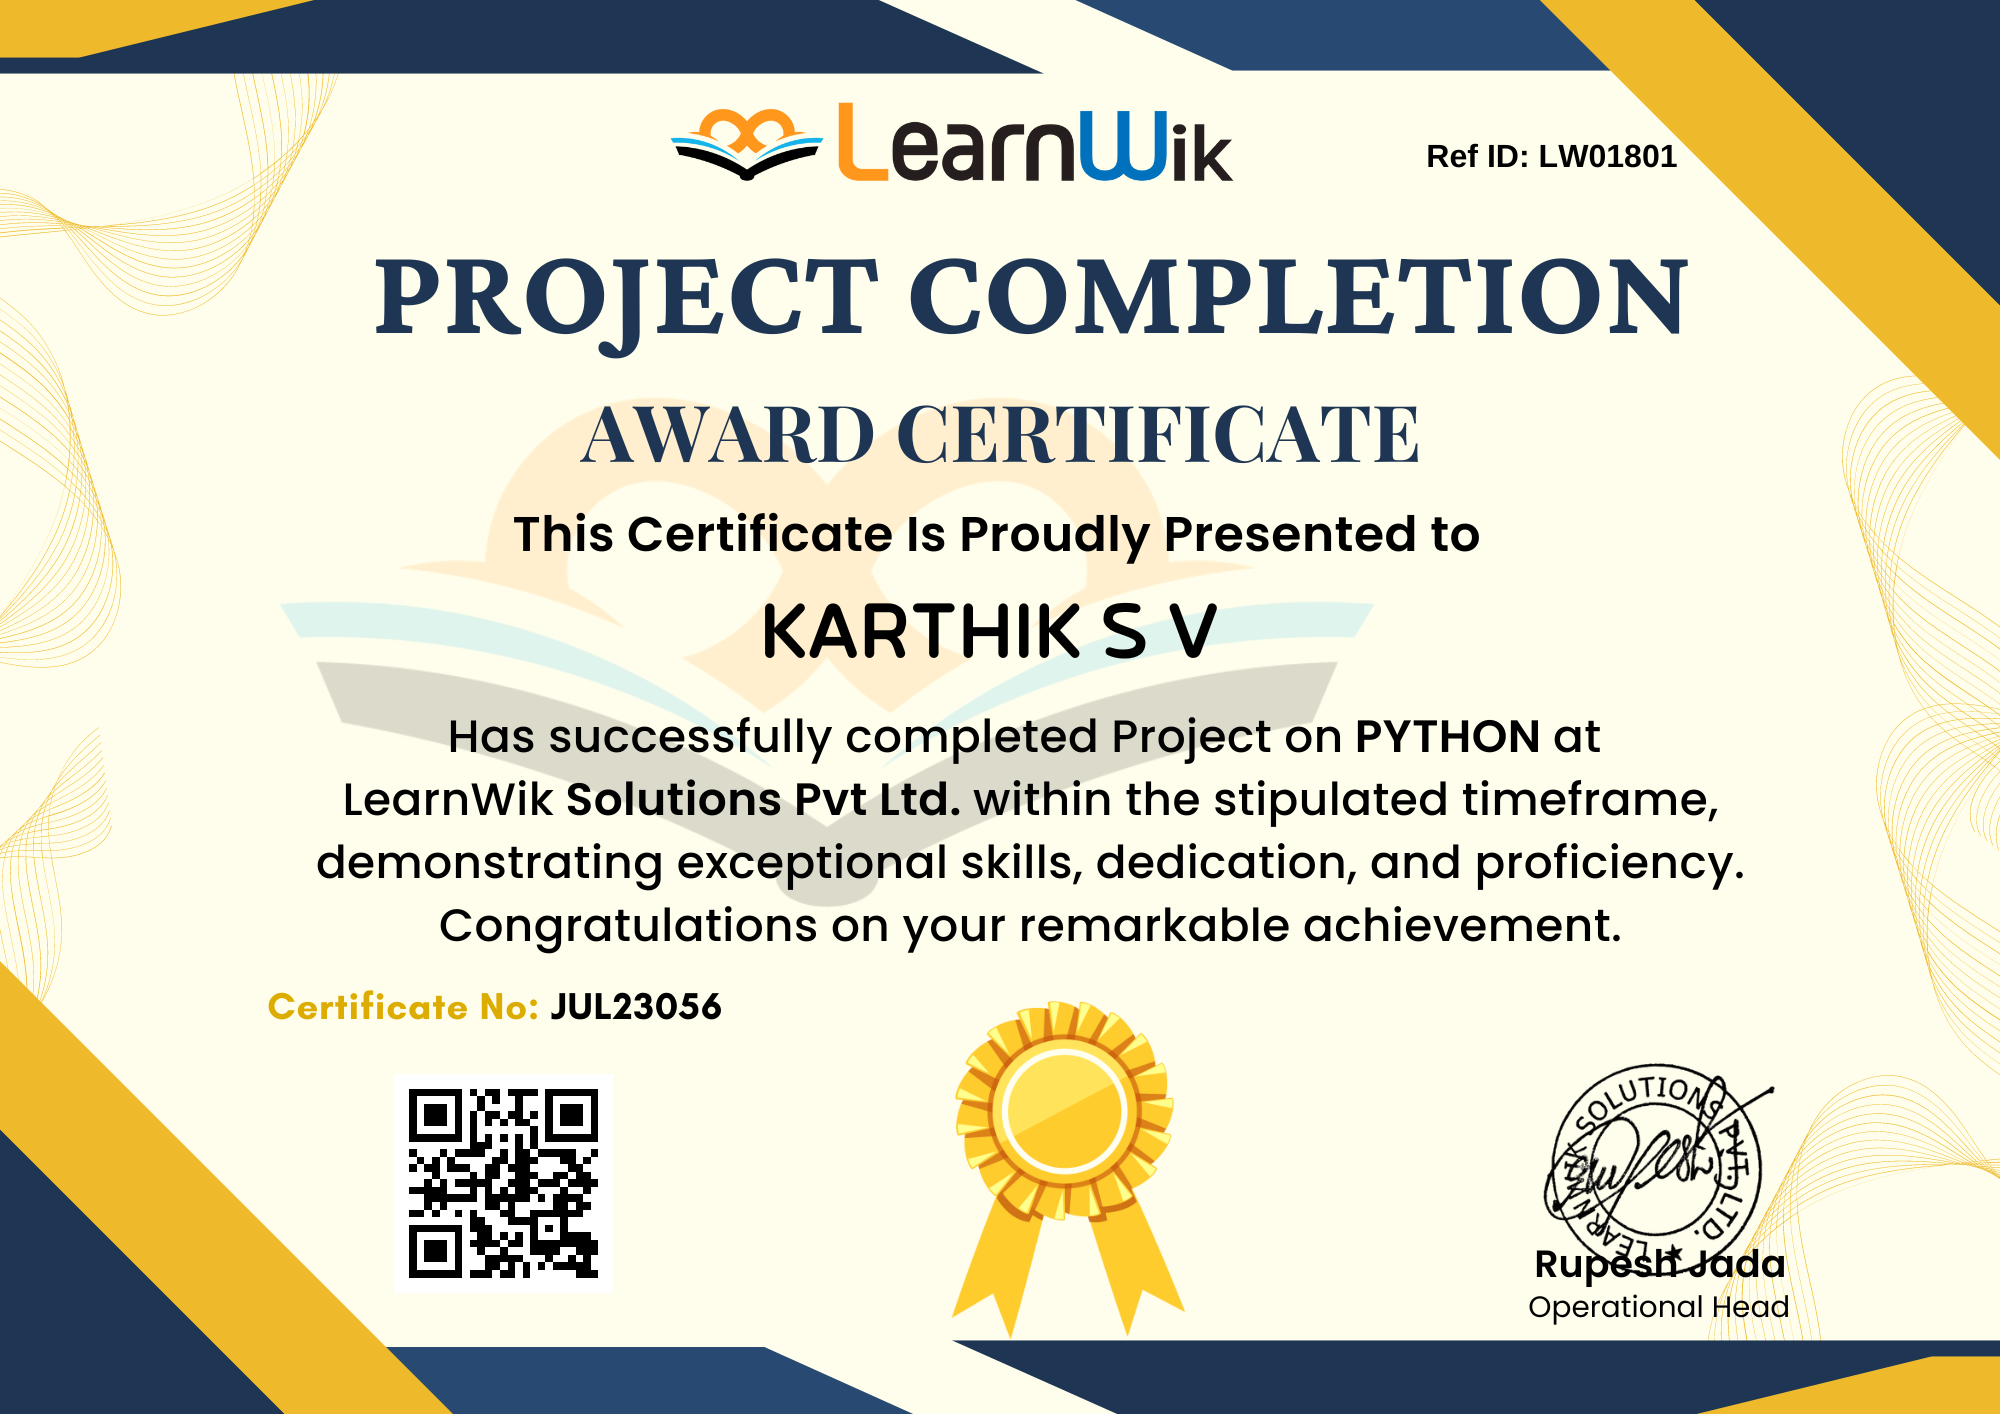 LearnWik
Ref ID: LW01801
PROJECT COMPLETION
AWARD CERTIFICATE
This Certificate Is Proudly Presented to
KARTHIK S V
Has successfully completed Project on PYTHON at
LearnWik Solutions Pvt Ltd. within the stipulated timeframe,
demonstrating exceptional skills, dedication, and proficiency.
Congratulations on your remarkable achievement.
Certificate No: JUL23056
LEARNWIK SOLUTIONS PVT. LTD.
Rupesh Jada
Operational Head